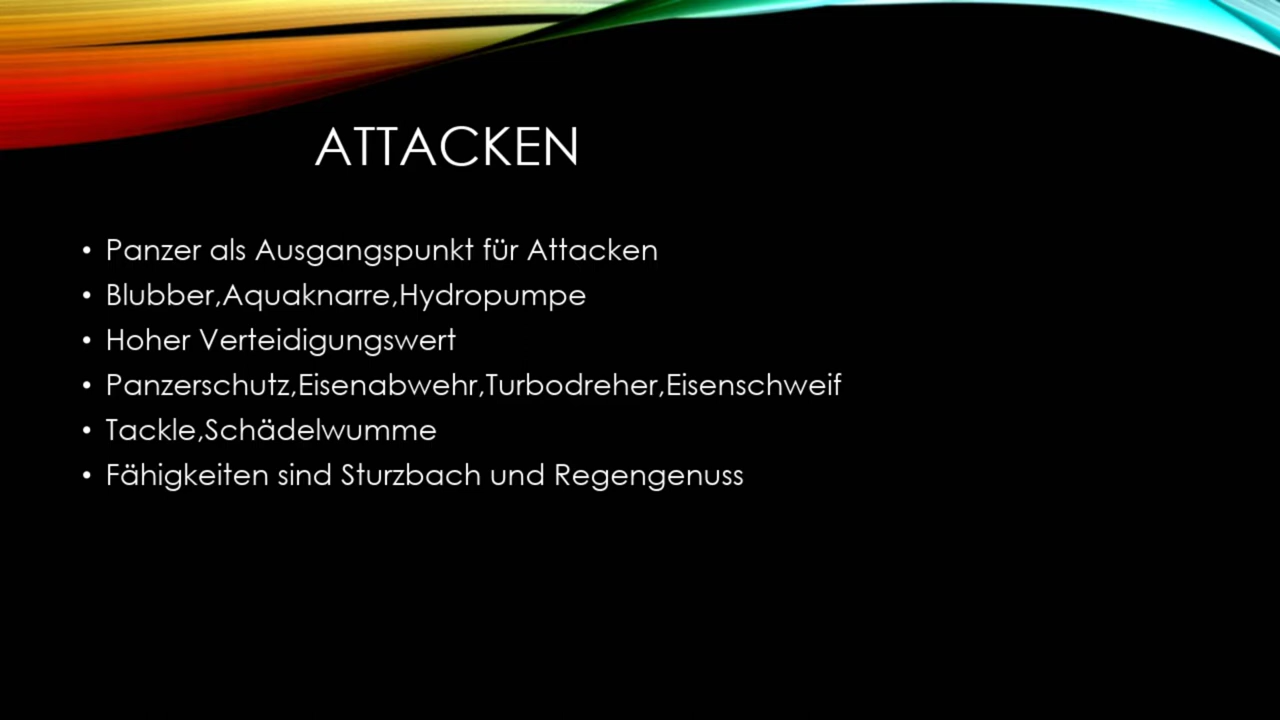 ATTACKEN
• Panzer als Ausgangspunkt für Attacken
• Blubber,Aquaknarre,Hydropumpe
• Hoher Verteidigungswert
• Panzerschutz,Eisenabwehr,Turbodreher,Eisenschweif
• Tackle,Schädelwumme
• Fähigkeiten sind Sturzbach und Regengenuss